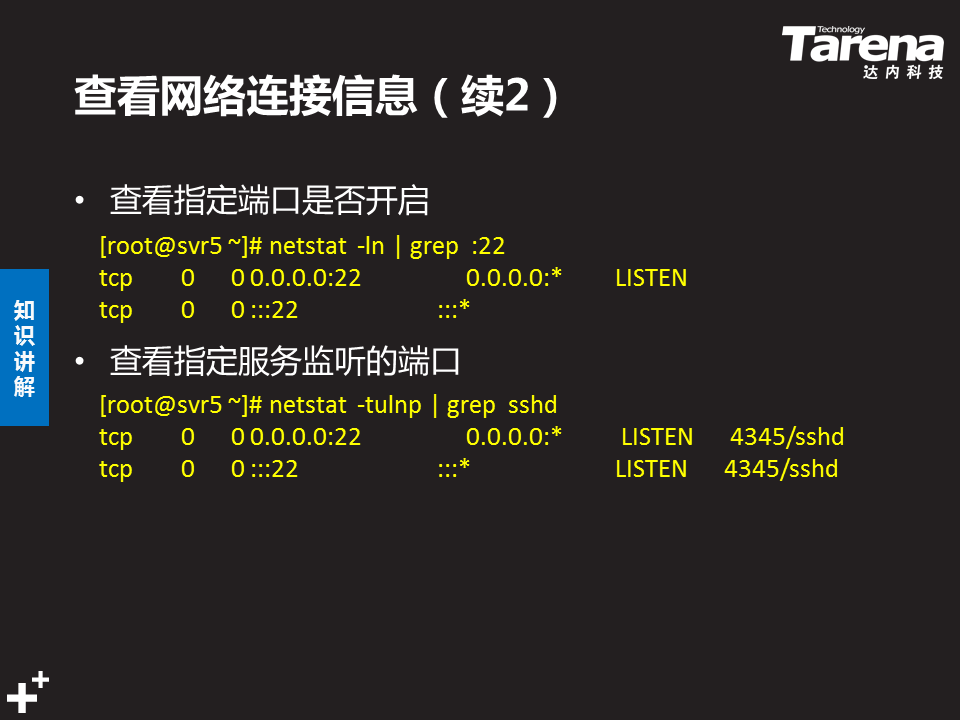 Technology
Tarena
达内科技
查看网络连接信息（续2）
• 查看指定端口是否开启
[root@svr5 ~]# netstat -ln | grep :22
tcp 0 0 0.0.0.0:22 0.0.0.0:* LISTEN
tcp 0 0 :::22 :::*
• 查看指定服务监听的端口
[root@svr5 ~]# netstat -tulnp | grep sshd
tcp 0 0 0.0.0.0:22 0.0.0.0:* LISTEN 4345/sshd
tcp 0 0 :::22 :::* LISTEN 4345/sshd
知
识
讲
解